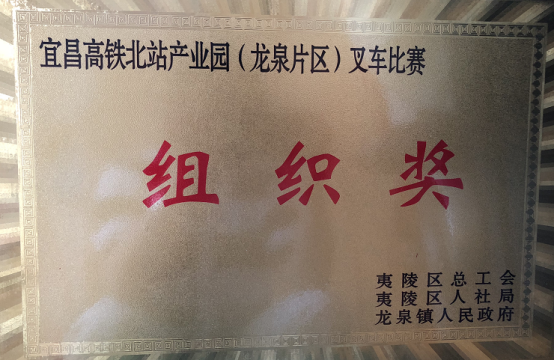 宜昌高铁北站产业园（龙泉片区）叉车比赛
组织奖
夷陵区总工会
夷陵区人社局
龙泉镇人民政府